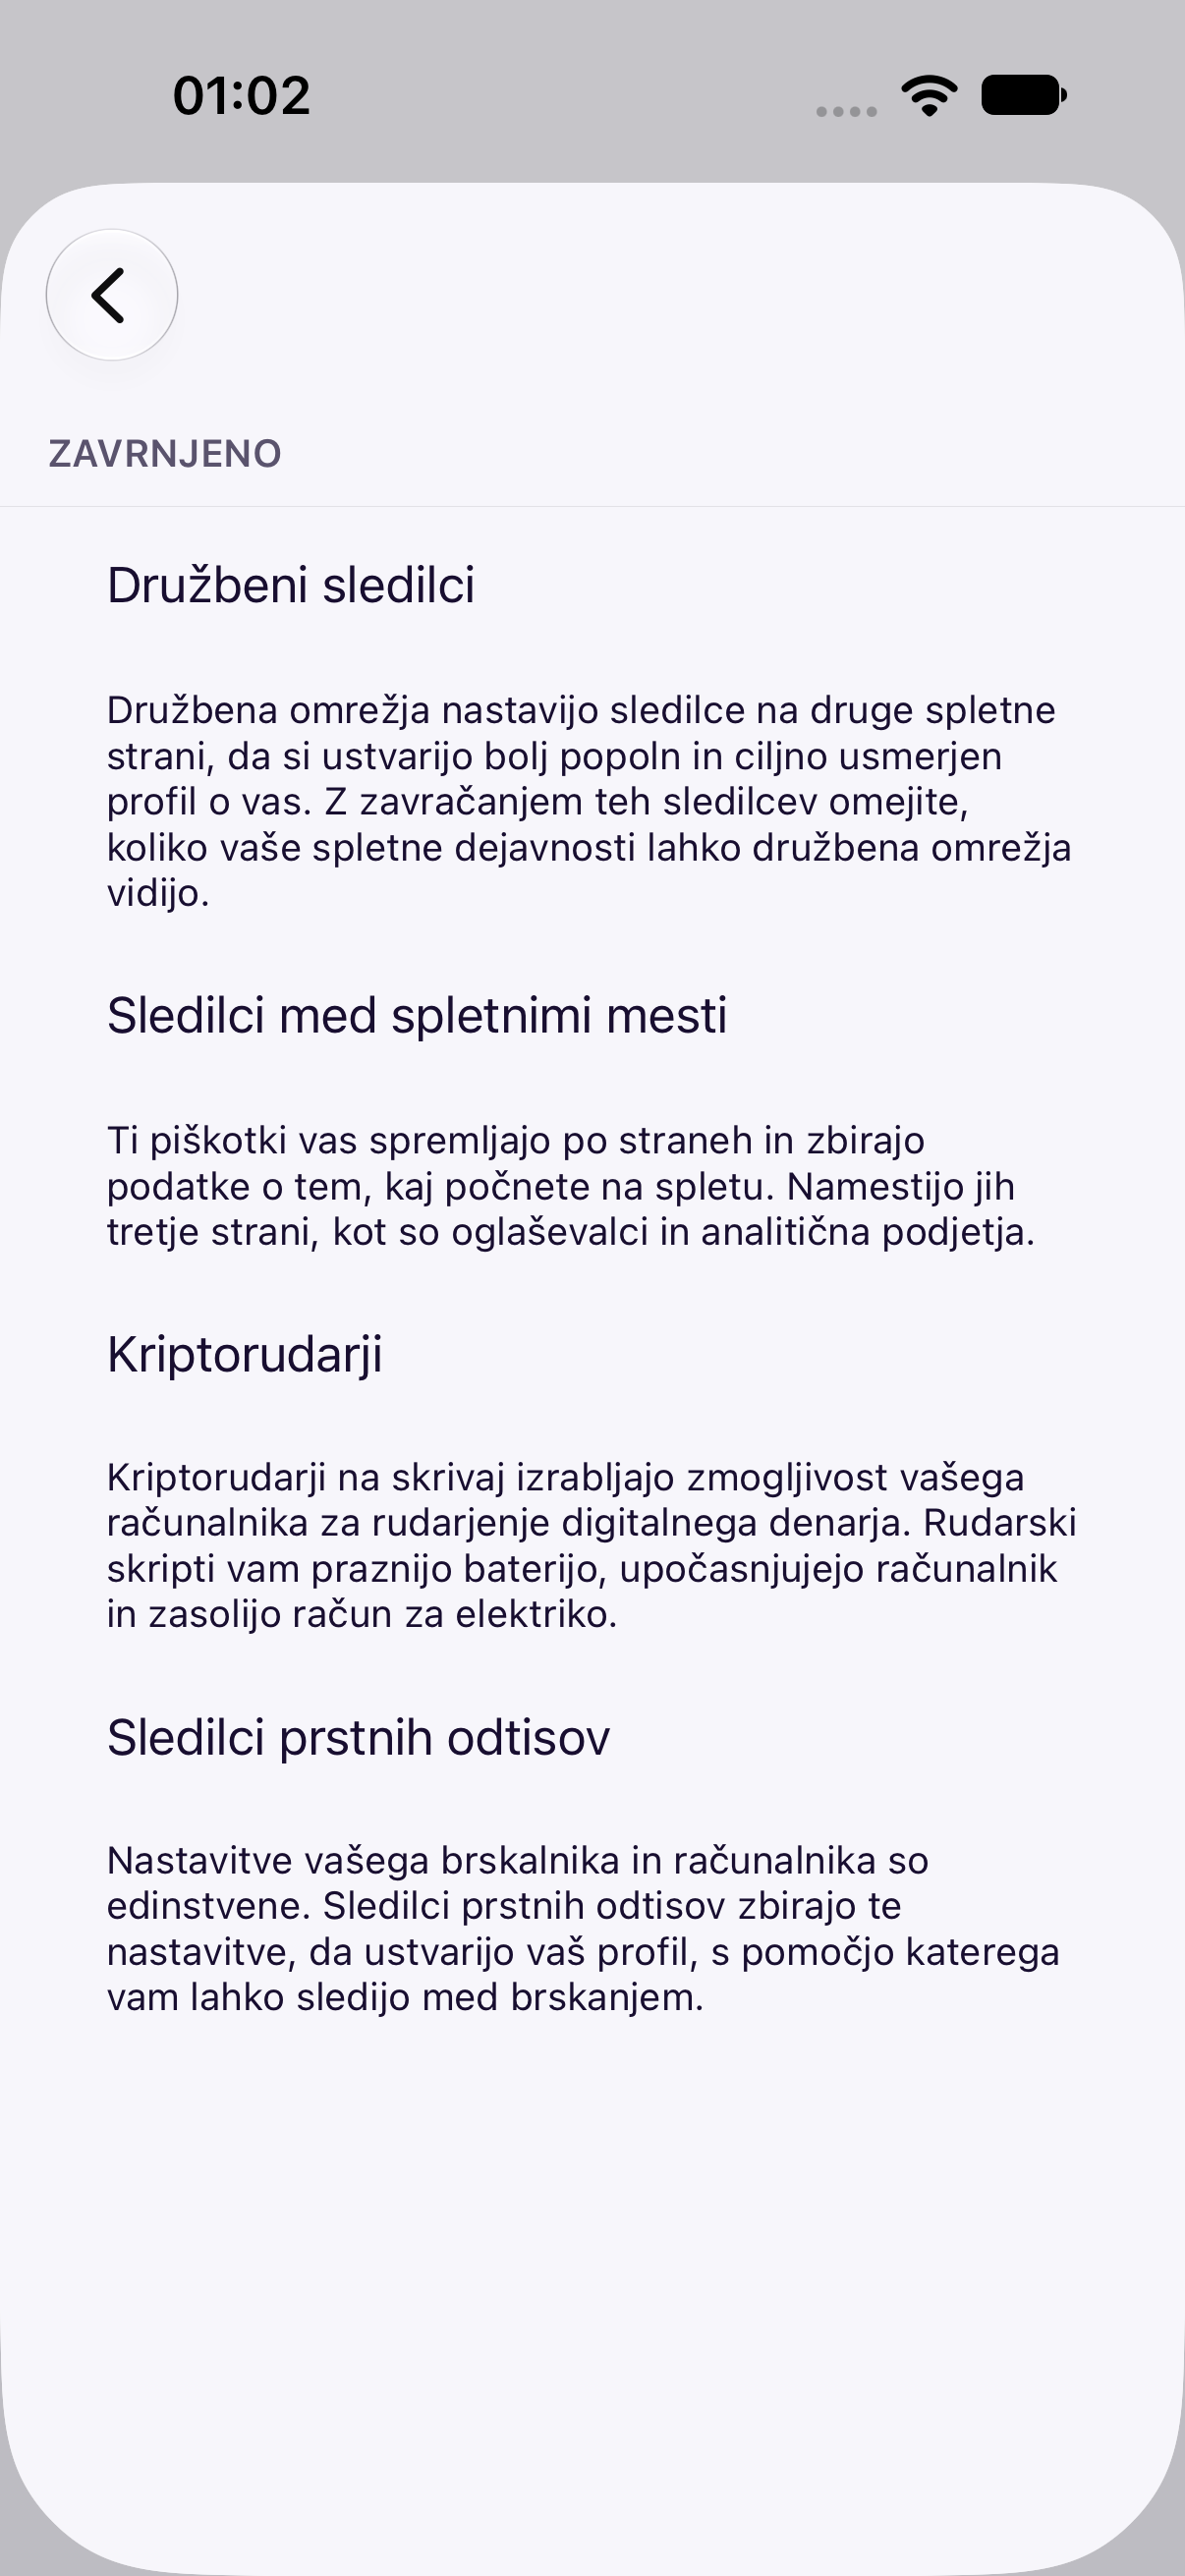 01:02
ZAVRNJENO
Družbeni sledilci
Družbena omrežja nastavijo sledilce na druge spletne
strani, da si ustvarijo bolj popoln in ciljno usmerjen
profil o vas. Z zavračanjem teh sledilcev omejite,
koliko vaše spletne dejavnosti lahko družbena omrežja
vidijo.
Sledilci med spletnimi mesti
Ti piškotki vas spremljajo po straneh in zbirajo
podatke o tem, kaj počnete na spletu. Namestijo jih
tretje strani, kot so oglaševalci in analitična podjetja.
Kriptorudarji
Kriptorudarji na skrivaj izrabljajo zmogljivost vašega
računalnika za rudarjenje digitalnega denarja. Rudarski
skripti vam praznijo baterijo, upočasnjujejo računalnik
in zasolijo račun za elektriko.
Sledilci prstnih odtisov
Nastavitve vašega brskalnika in računalnika so
edinstvene. Sledilci prstnih odtisov zbirajo te
nastavitve, da ustvarijo vaš profil, s pomočjo katerega
vam lahko sledijo med brskanjem.